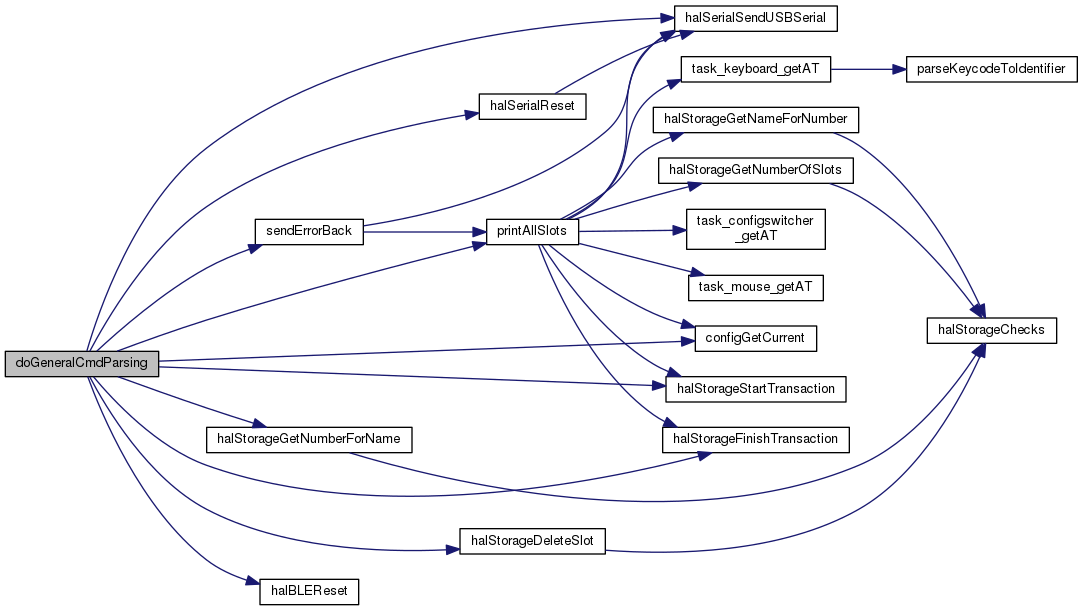 halSerialSendUSBSerial
task_keyboard_getAT
parseKeycodeToIdentifier
halSerialReset
halStorageGetNameForNumber
halStorageGetNumberOfSlots
sendErrorBack
printAllSlots
task_configswitcher
_getAT
task_mouse_getAT
configGetCurrent
halStorageChecks
doGeneralCmdParsing
halStorageStartTransaction
halStorageGetNumberForName
halStorageFinishTransaction
halStorageDeleteSlot
halBLEReset